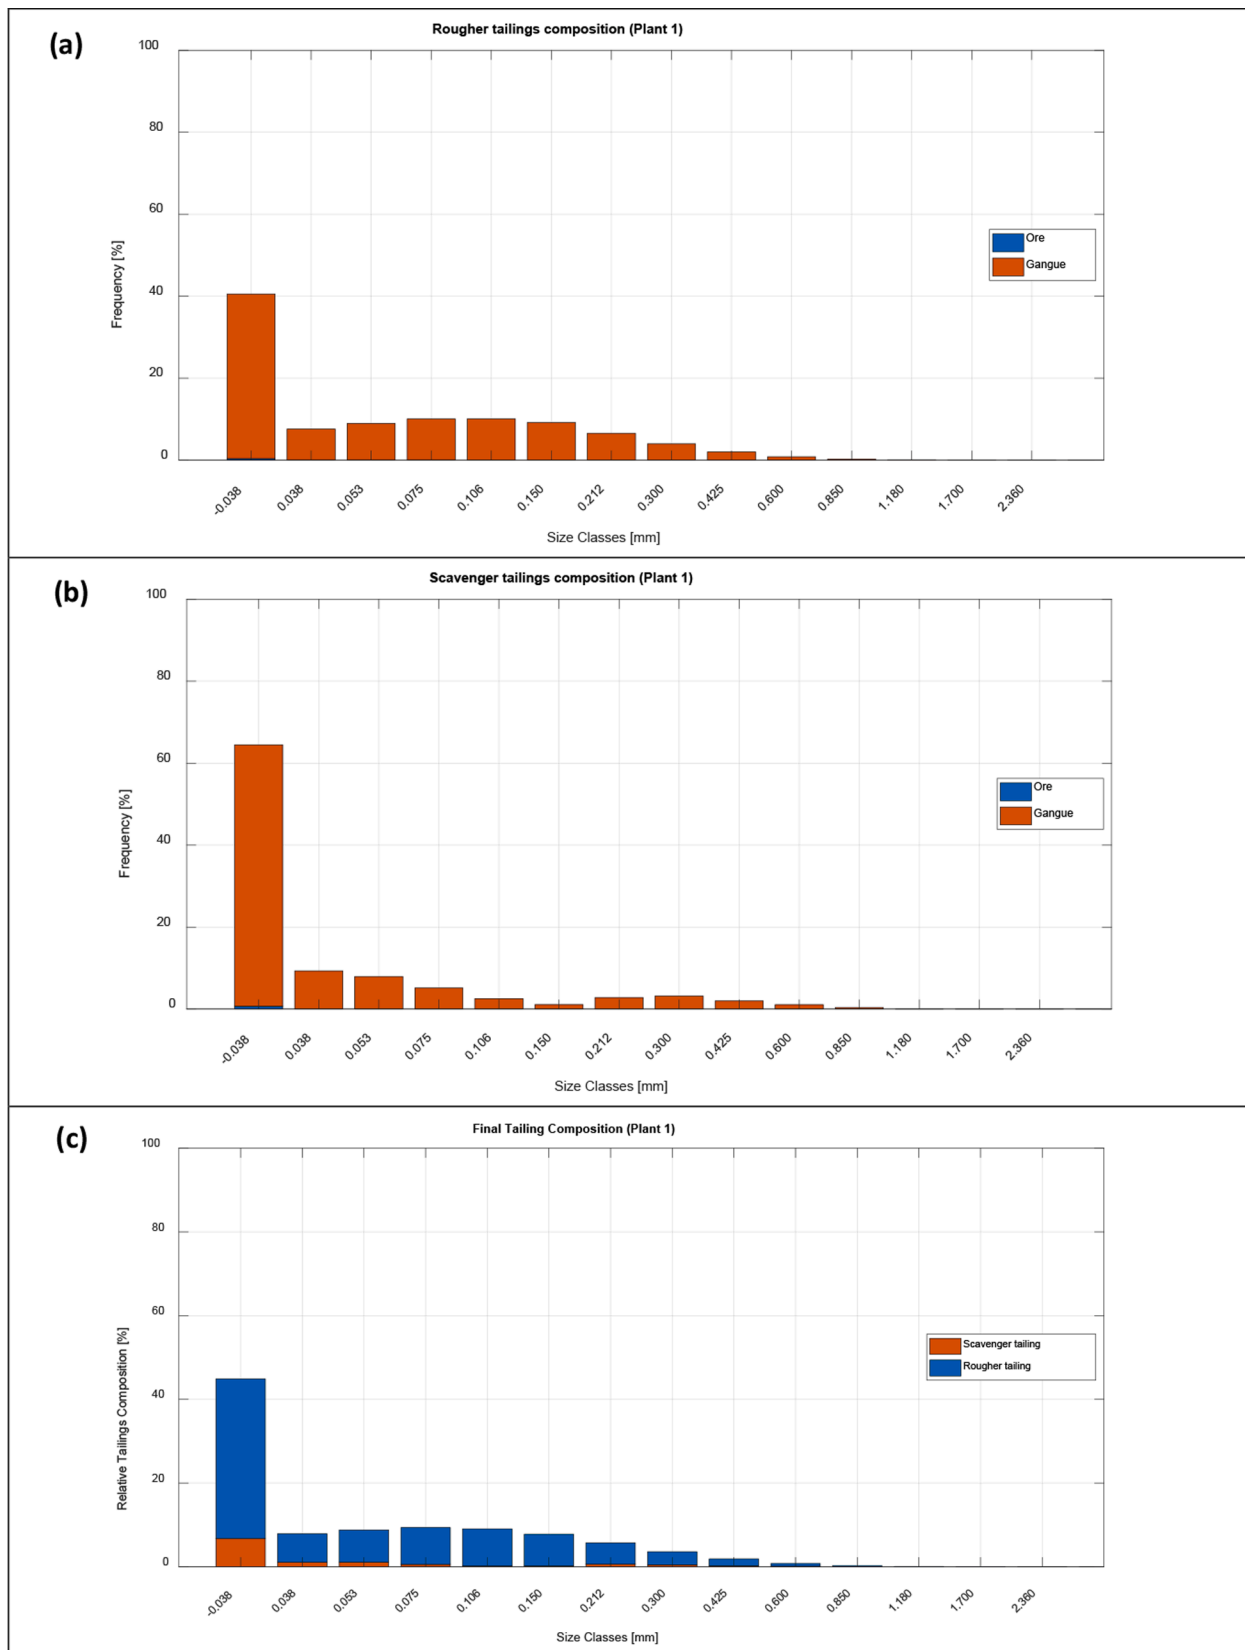 (a)
Rougher tailings composition (Plant 1)
100
80
60
40
20
0
Frequency [%]
Ore
Gangue
-0.038 0.038 0.053 0.075 0.106 0.150 0.212 0.300 0.425 0.600 0.850 1.180 1.700 2.360
Size Classes [mm]
(b)
Scavenger tailings composition (Plant 1)
100
80
60
40
20
0
Frequency [%]
Ore
Gangue
-0.038 0.038 0.053 0.075 0.106 0.150 0.212 0.300 0.425 0.600 0.850 1.180 1.700 2.360
Size Classes [mm]
(c)
Final Tailing Composition (Plant 1)
100
80
60
40
20
0
Relative Tailings Composition [%]
Scavenger tailing
Rougher tailing
-0.038 0.038 0.053 0.075 0.106 0.150 0.212 0.300 0.425 0.600 0.850 1.180 1.700 2.360
Size Classes [mm]